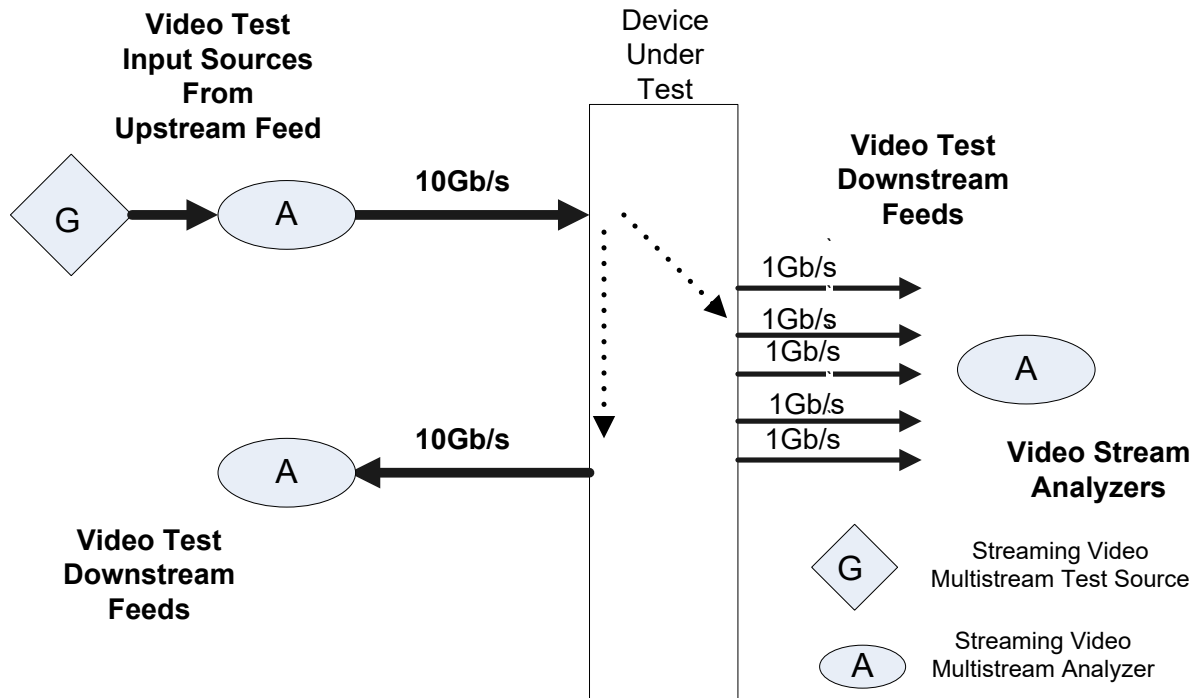 Video Test
Input Sources
From
Upstream Feed
Device
Under
Test
G
A
10Gb/s
Video Test
Downstream
Feeds
1Gb/s
1Gb/s
1Gb/s
1Gb/s
1Gb/s
A
Video Stream
Analyzers
A
10Gb/s
Video Test
Downstream
Feeds
G
Streaming Video
Multistream Test Source
A
Streaming Video
Multistream Analyzer